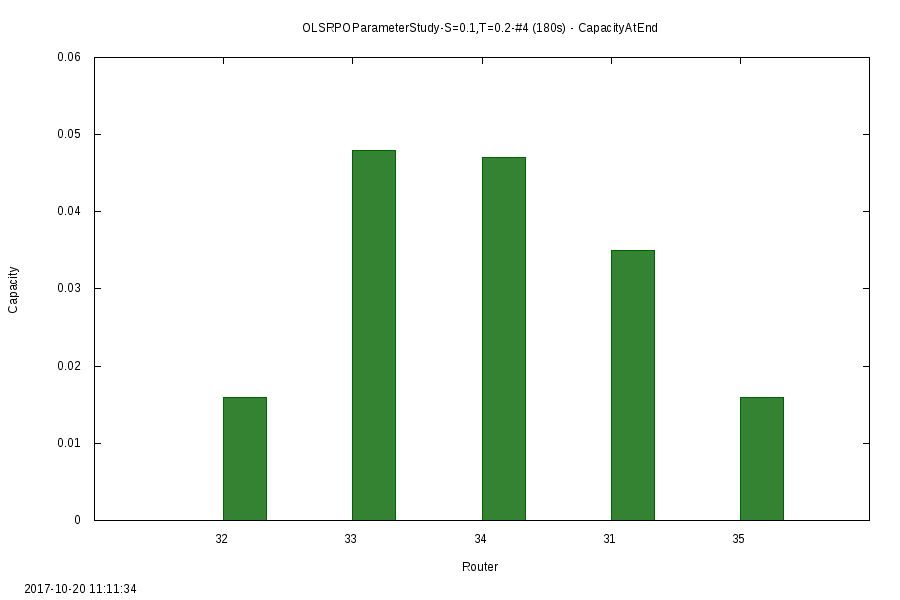 OLSRPOParameterStudy-S=0.1,T=0.2-#4 (180s) - CapacityAtEnd
0.06
0.05
0.04
0.03
0.02
0.01
0
Capacity
32 33 34 31 35
Router
2017-10-20 11:11:34